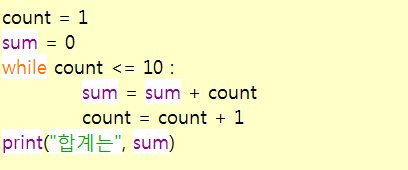 count = 1
sum = 0
while count <= 10 :
        sum = sum + count
        count = count + 1
print("합계는", sum)